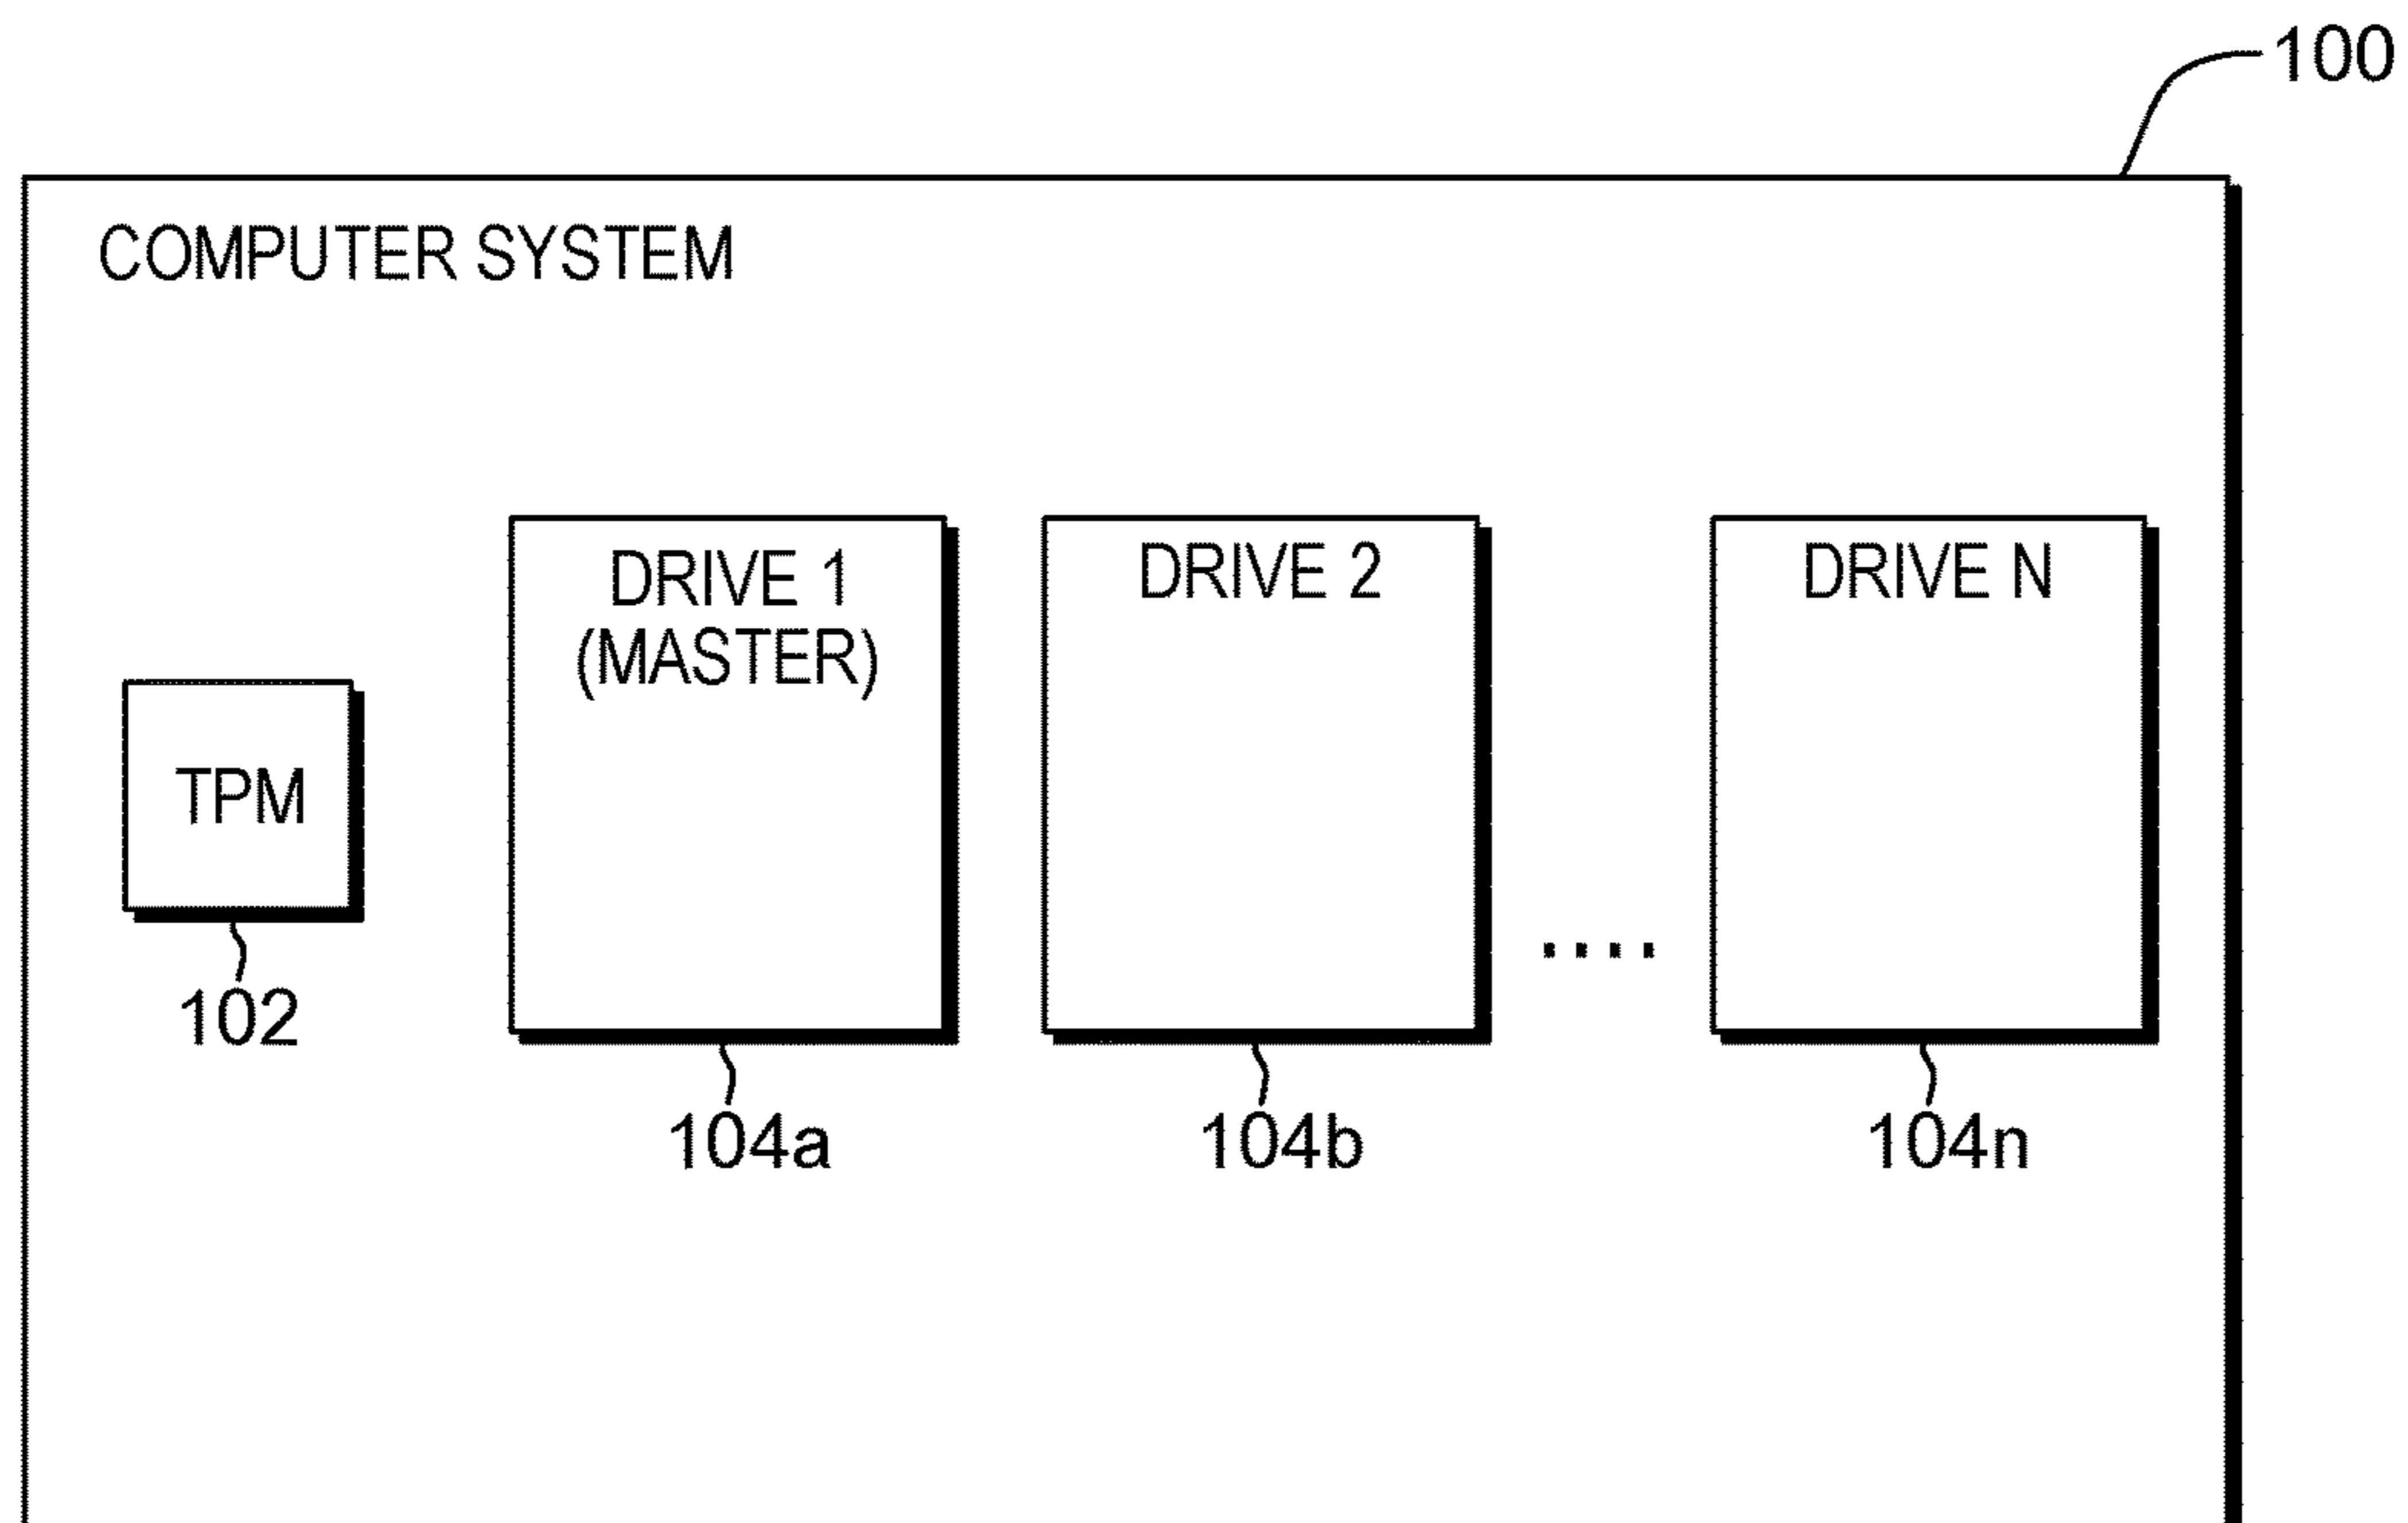 100
COMPUTER SYSTEM
DRIVE 1
(MASTER)
DRIVE 2
DRIVE N
TPM
....
102
104a
104b
104n